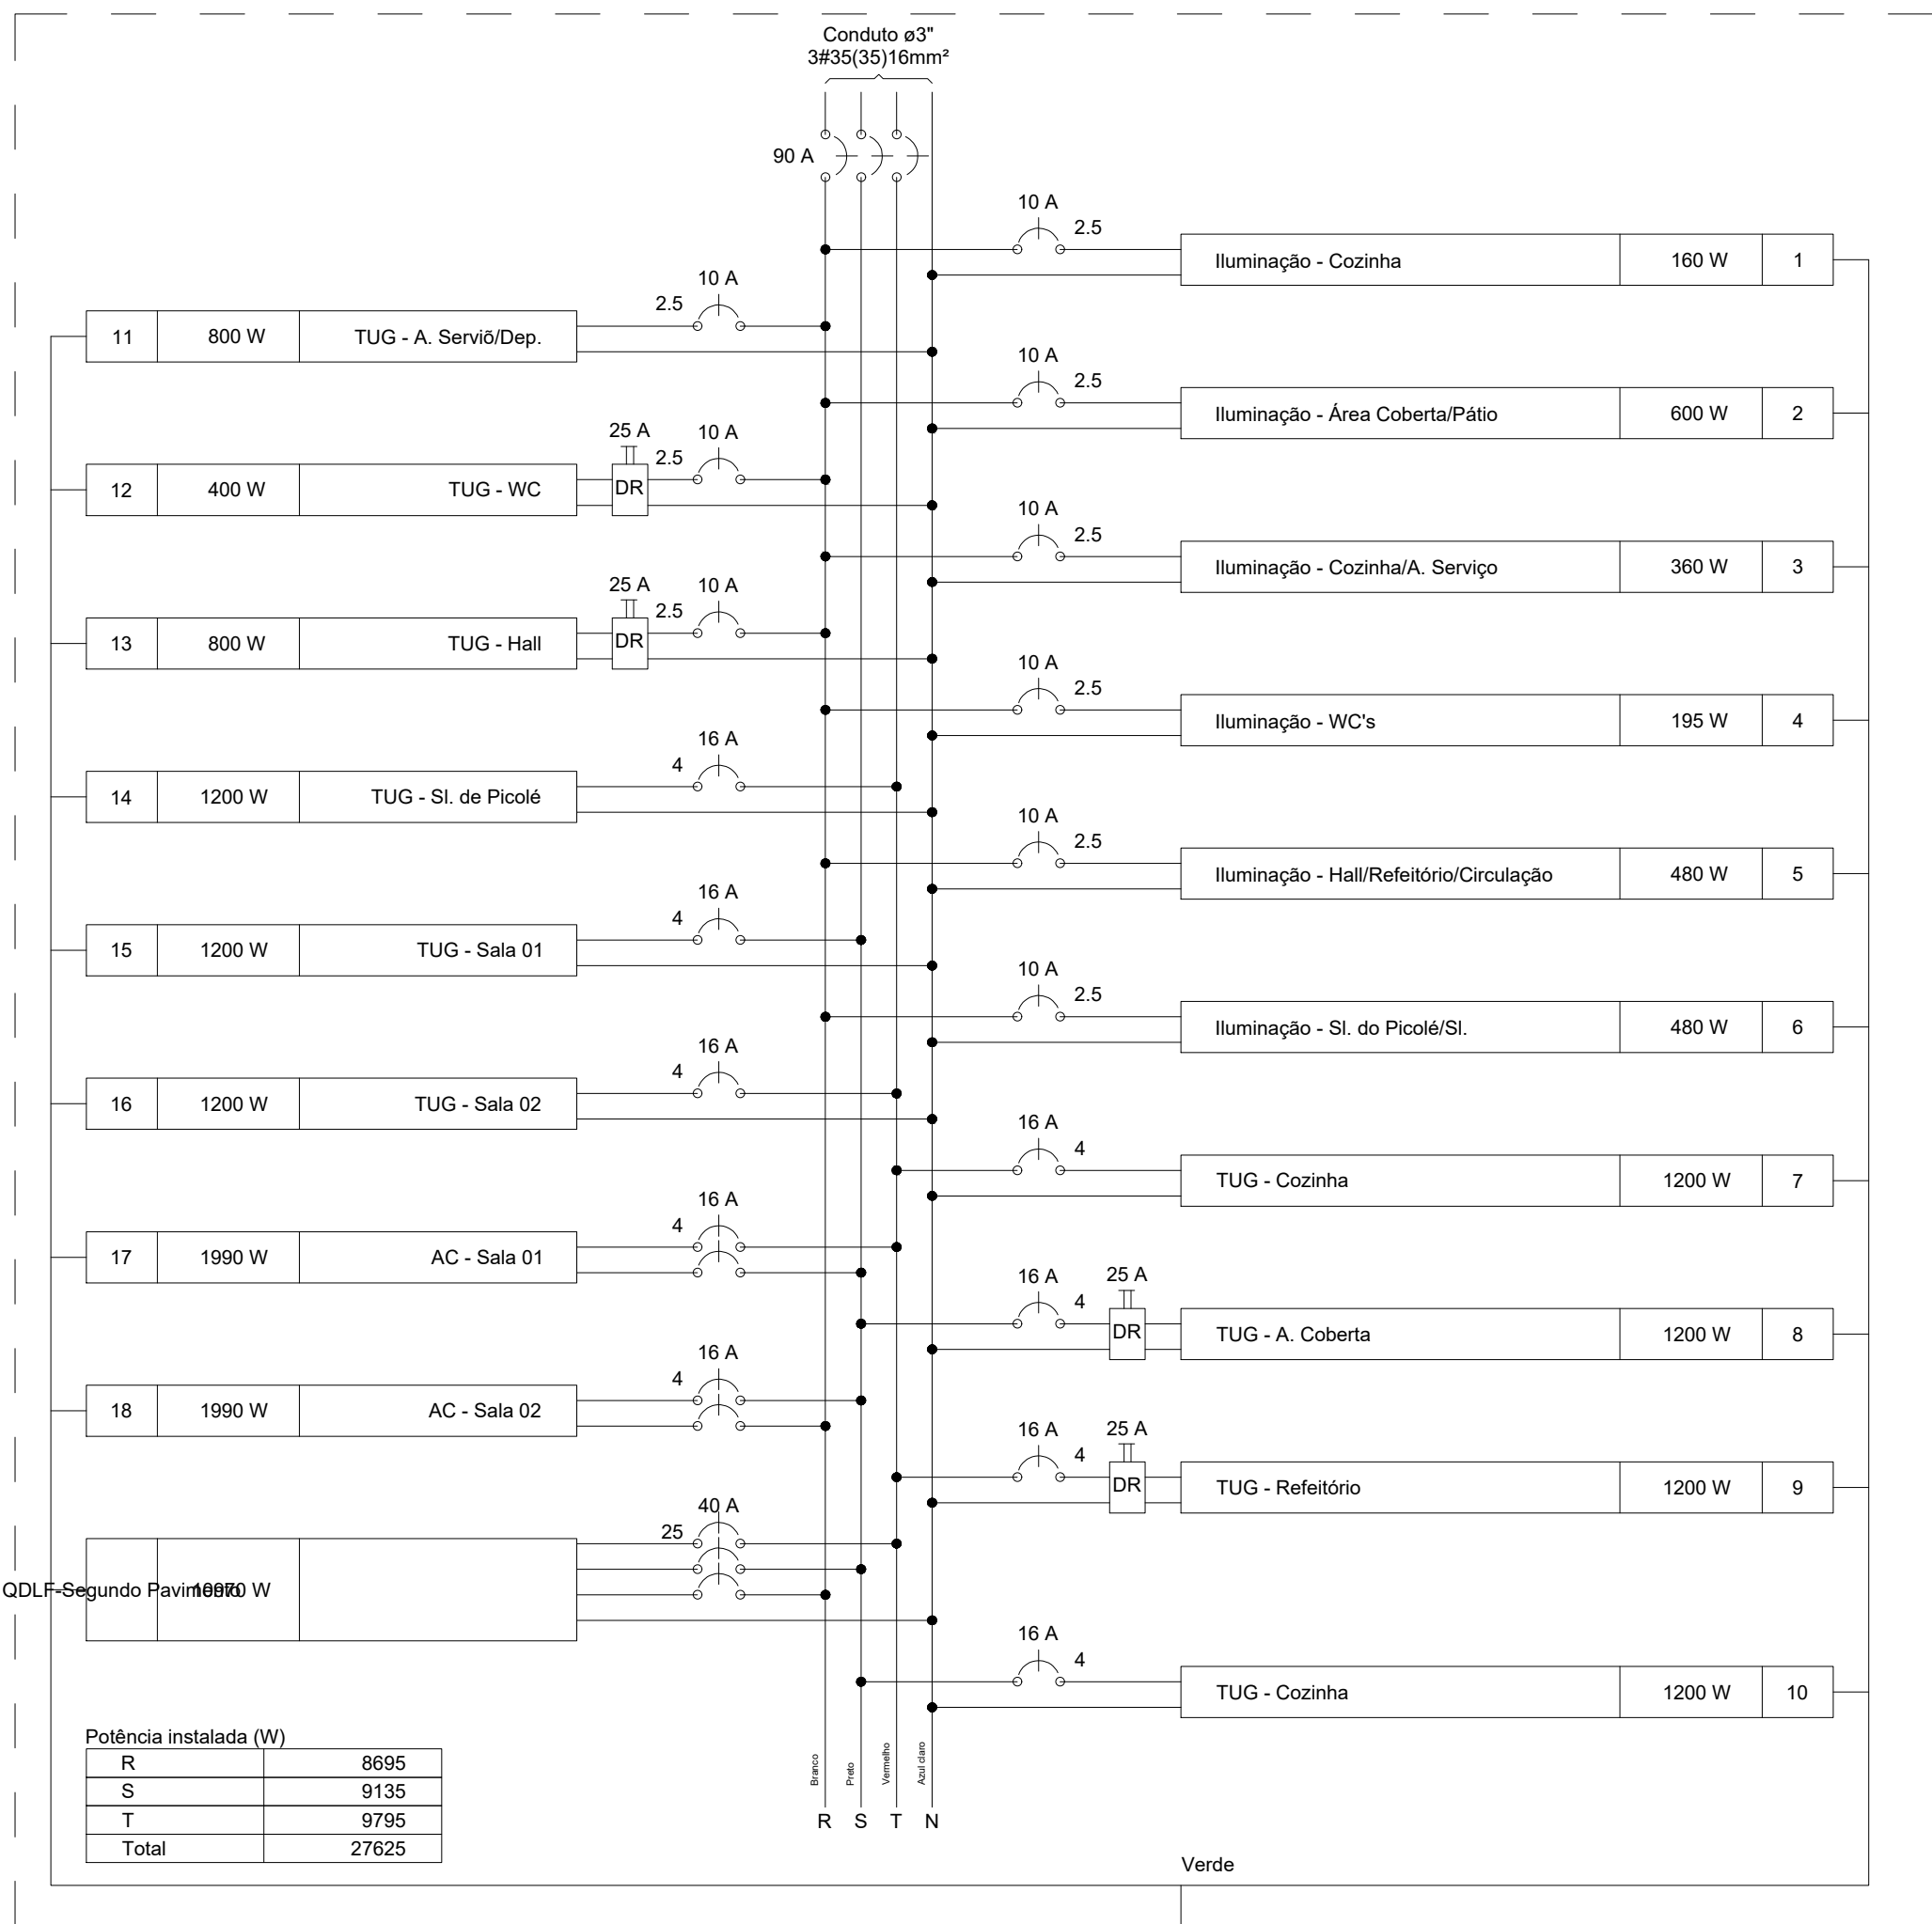 Conduto ø3"
3#35(35)16mm²
90 A
10 A
2.5
Iluminação - Cozinha 160 W 1
10 A
2.5
Iluminação - Área Coberta/Pátio 600 W 2
10 A
2.5
Iluminação - Cozinha/A. Serviço 360 W 3
10 A
2.5
Iluminação - WC's 195 W 4
10 A
2.5
Iluminação - Hall/Refeitório/Circulação 480 W 5
10 A
2.5
Iluminação - Sl. do Picolé/Sl. 480 W 6
16 A
4
TUG - Cozinha 1200 W 7
16 A 25 A
4
DR
TUG - A. Coberta 1200 W 8
16 A 25 A
4
DR
TUG - Refeitório 1200 W 9
16 A
4
TUG - Cozinha 1200 W 10
10 A
2.5
11 800 W TUG - A. Serviõ/Dep.
25 A 10 A
2.5
12 400 W TUG - WC DR
25 A 10 A
2.5
13 800 W TUG - Hall DR
16 A
4
14 1200 W TUG - Sl. de Picolé
16 A
4
15 1200 W TUG - Sala 01
16 A
4
16 1200 W TUG - Sala 02
16 A
4
17 1990 W AC - Sala 01
16 A
4
18 1990 W AC - Sala 02
40 A
25
QDLF-Segundo Pavimento W
Potência instalada (W)
R 8695
S 9135
T 9795
Total 27625
Branco
Preto
Vermelho
Azul claro
R S T N
Verde